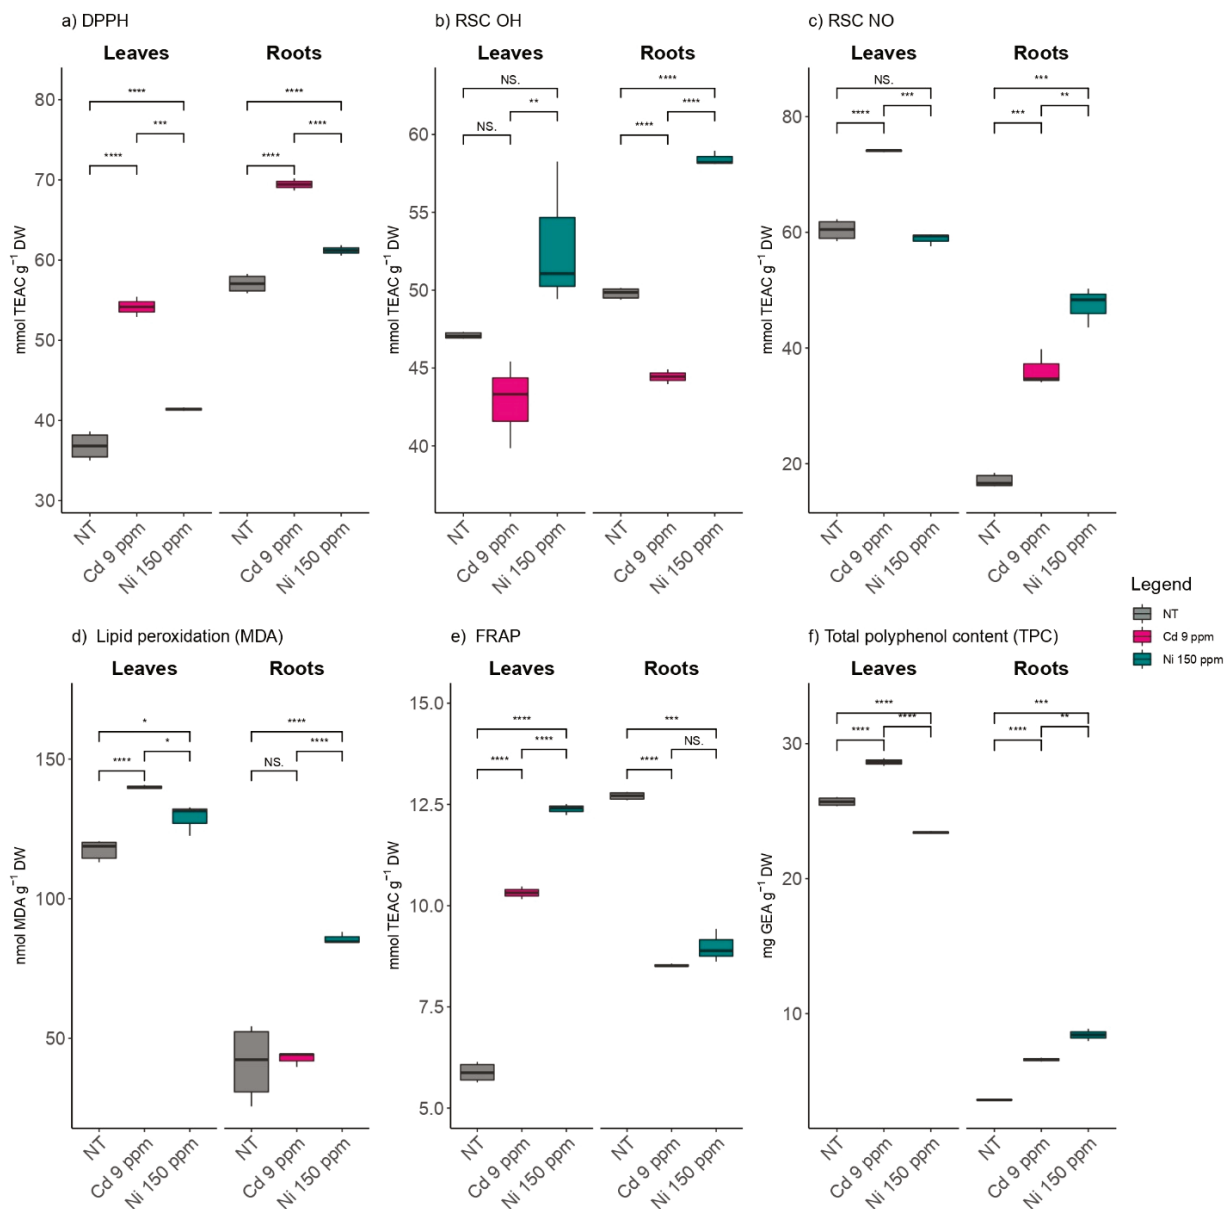 a) DPPH
Leaves
Roots
mmol TEAC g⁻¹ DW
80
70
60
50
40
30
****
***
****
****
****
****
NT
Cd 9 ppm
Ni 150 ppm
NT
Cd 9 ppm
Ni 150 ppm
b) RSC OH
Leaves
Roots
mmol TEAC g⁻¹ DW
60
55
50
45
40
NS.
**
NS.
****
****
****
NT
Cd 9 ppm
Ni 150 ppm
NT
Cd 9 ppm
Ni 150 ppm
c) RSC NO
Leaves
Roots
mmol TEAC g⁻¹ DW
80
60
40
20
NS.
***
****
***
**
***
NT
Cd 9 ppm
Ni 150 ppm
NT
Cd 9 ppm
Ni 150 ppm
Legend
NT
Cd 9 ppm
Ni 150 ppm
d) Lipid peroxidation (MDA)
Leaves
Roots
nmol MDA g⁻¹ DW
150
100
50
*
*
****
****
****
NS.
NT
Cd 9 ppm
Ni 150 ppm
NT
Cd 9 ppm
Ni 150 ppm
e) FRAP
Leaves
Roots
mmol TEAC g⁻¹ DW
15.0
12.5
10.0
7.5
5.0
****
****
****
***
NS.
****
NT
Cd 9 ppm
Ni 150 ppm
NT
Cd 9 ppm
Ni 150 ppm
f) Total polyphenol content (TPC)
Leaves
Roots
mg GEA g⁻¹ DW
30
20
10
****
****
****
***
**
****
NT
Cd 9 ppm
Ni 150 ppm
NT
Cd 9 ppm
Ni 150 ppm